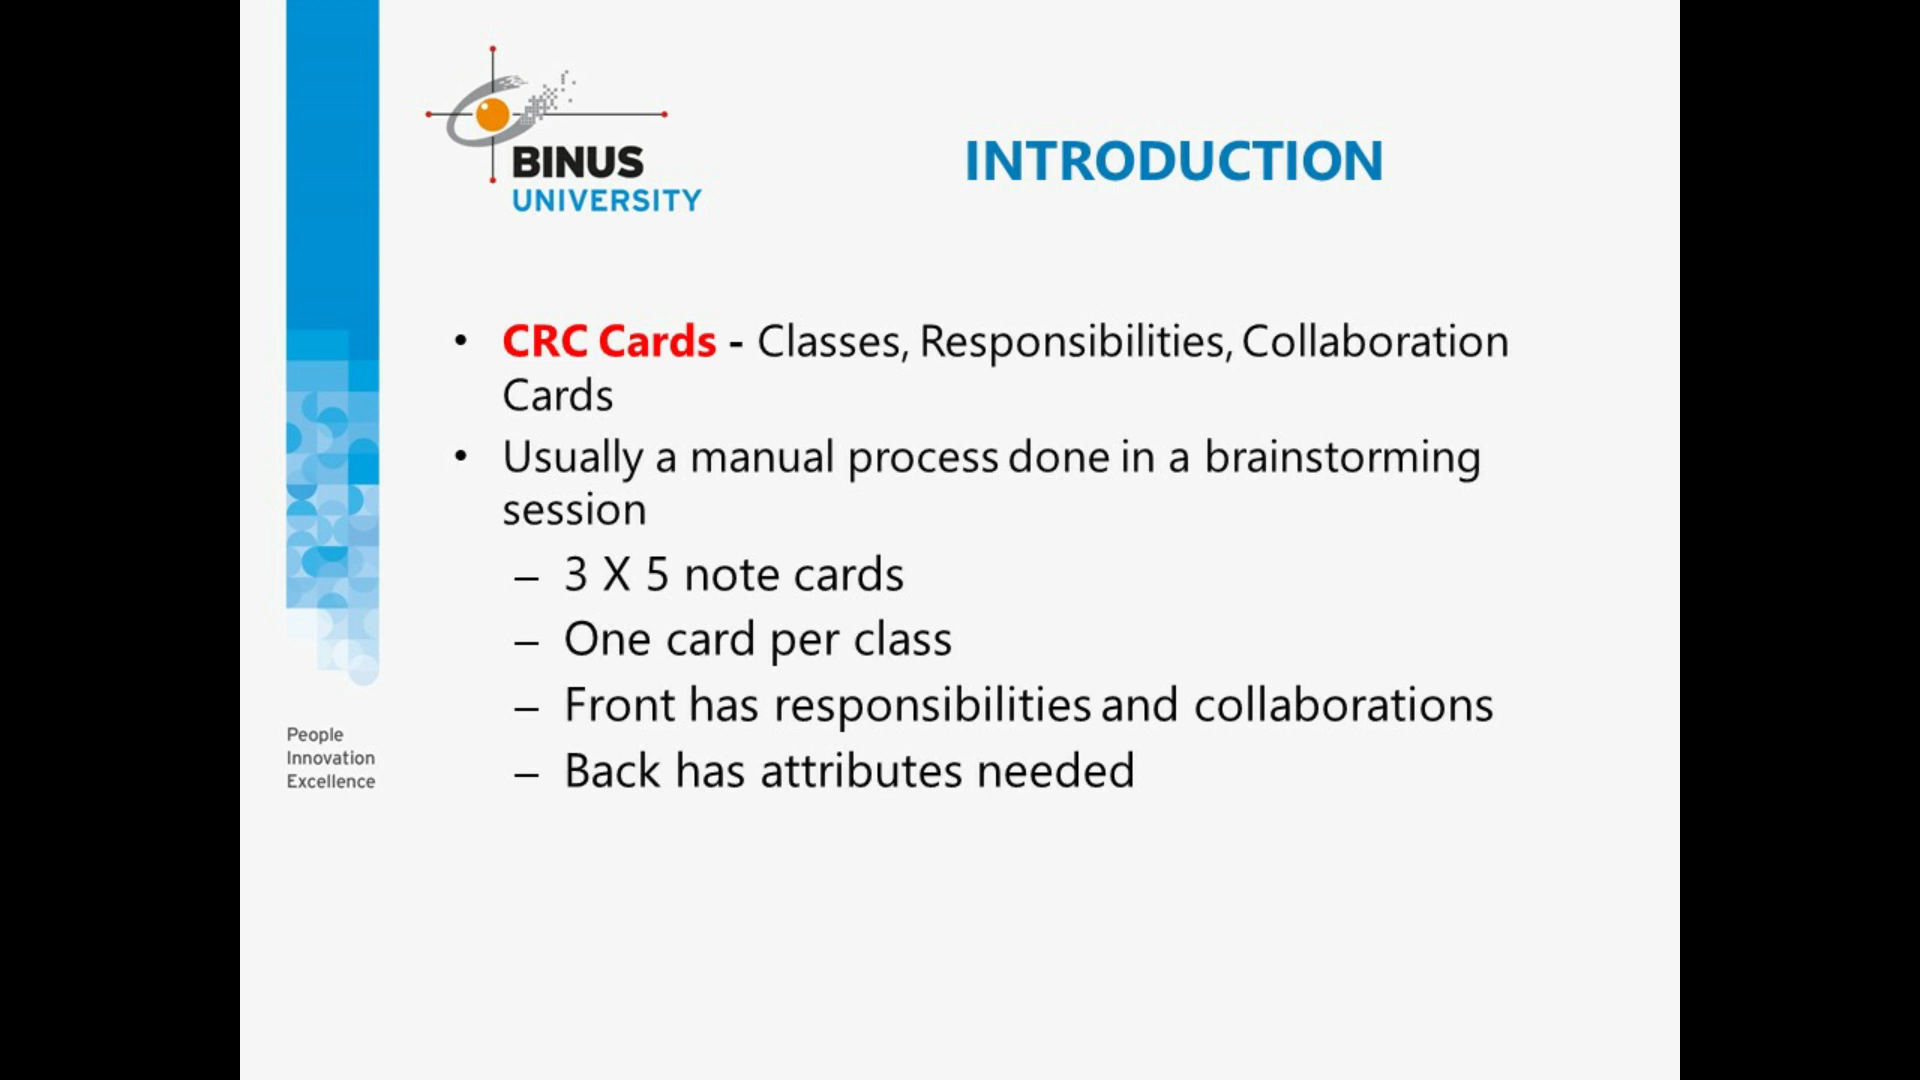 BINUS
UNIVERSITY
INTRODUCTION
• CRC Cards - Classes, Responsibilities, Collaboration
Cards
• Usually a manual process done in a brainstorming
session
– 3 X 5 note cards
– One card per class
– Front has responsibilities and collaborations
– Back has attributes needed
People
Innovation
Excellence